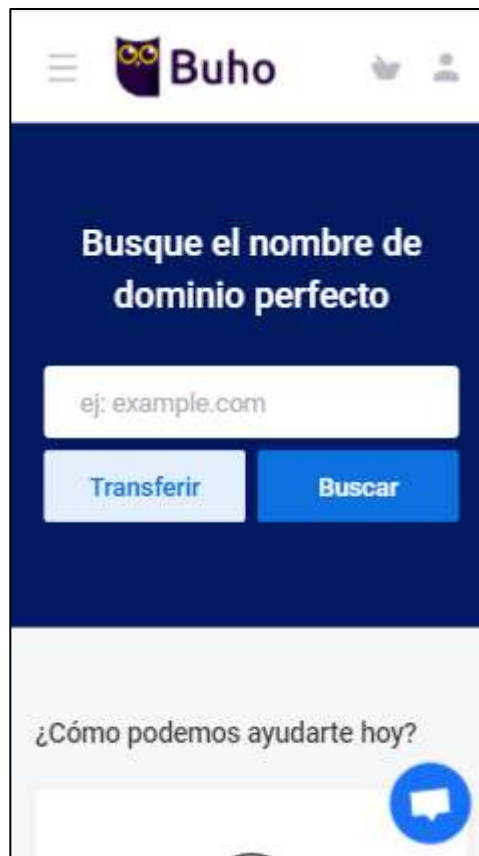 Buho
Busque el nombre de
dominio perfecto
ej: example.com
Transferir
Buscar
¿Cómo podemos ayudarte hoy?